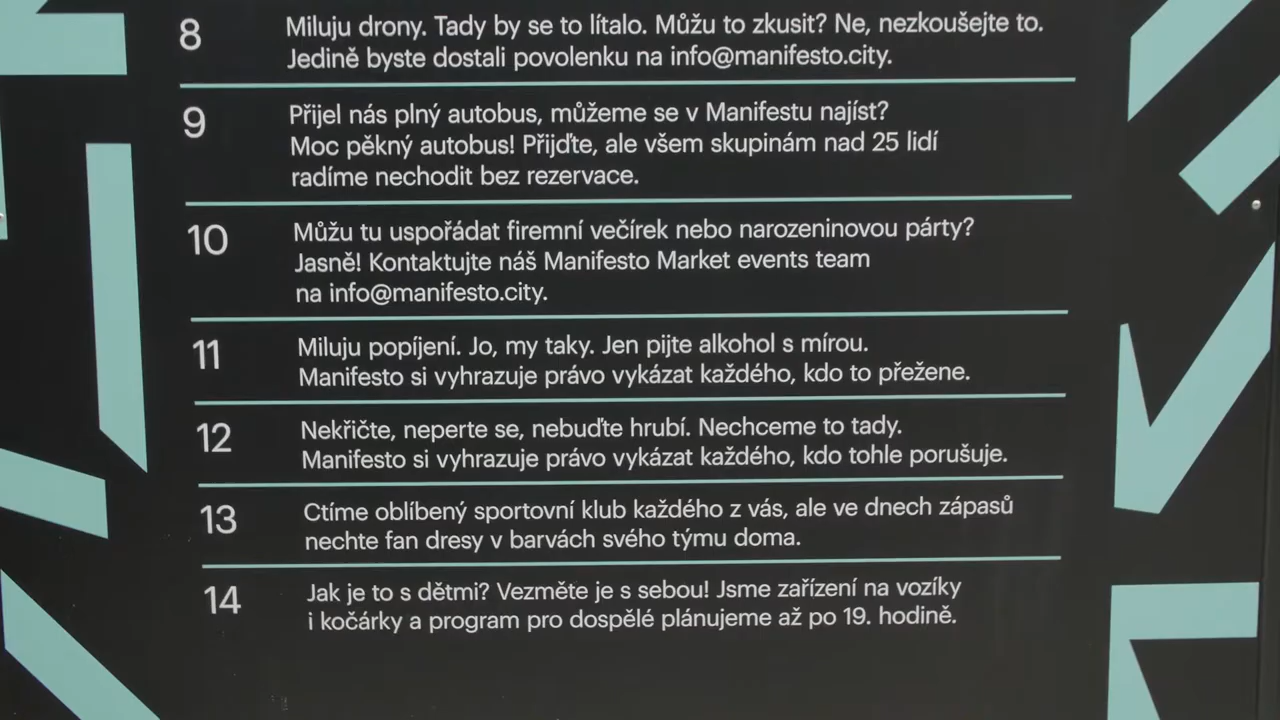 8
Miluju drony. Tady by se to lítalo. Můžu to zkusit? Ne, nezkoušejte to.
Jedině byste dostali povolenku na info@manifesto.city.
9
Přijel nás plný autobus, můžeme se v Manifestu najíst?
Moc pěkný autobus! Přijďte, ale všem skupinám nad 25 lidí
radíme nechodit bez rezervace.
10
Můžu tu uspořádat firemní večírek nebo narozeninovou párty?
Jasně! Kontaktujte náš Manifesto Market events team
na info@manifesto.city.
11
Miluju popíjení. Jo, my taky. Jen pijte alkohol s mírou.
Manifesto si vyhrazuje právo vykázat každého, kdo to přežene.
12
Nekřičte, neperte se, nebuďte hrubí. Nechceme to tady.
Manifesto si vyhrazuje právo vykázat každého, kdo tohle porušuje.
13
Ctíme oblíbený sportovní klub každého z vás, ale ve dnech zápasů
nechte fan dresy v barvách svého týmu doma.
14
Jak je to s dětmi? Vezměte je s sebou! Jsme zařízení na vozíky
i kočárky a program pro dospělé plánujeme až po 19. hodině.